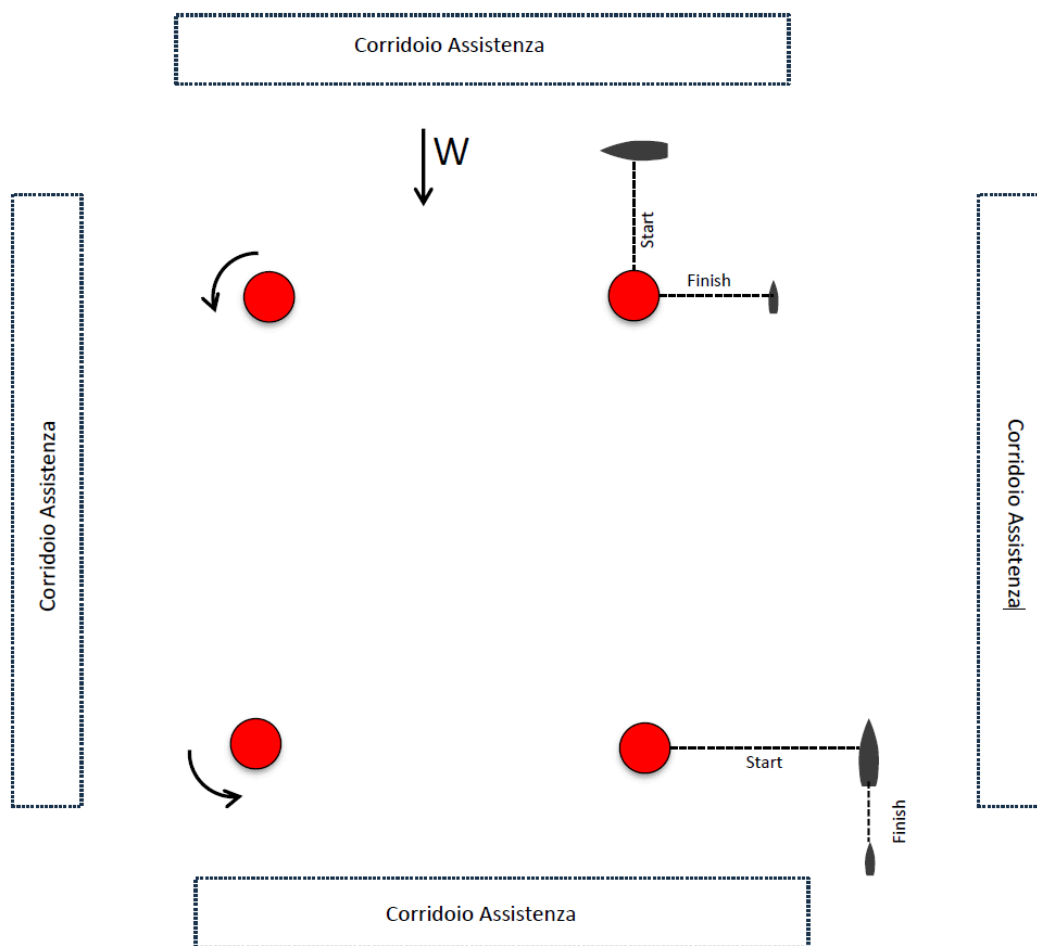 Corridoio Assistenza
W
Start
Finish
Corridoio Assistenza
Corridoio Assistenza
Start
Finish
Corridoio Assistenza